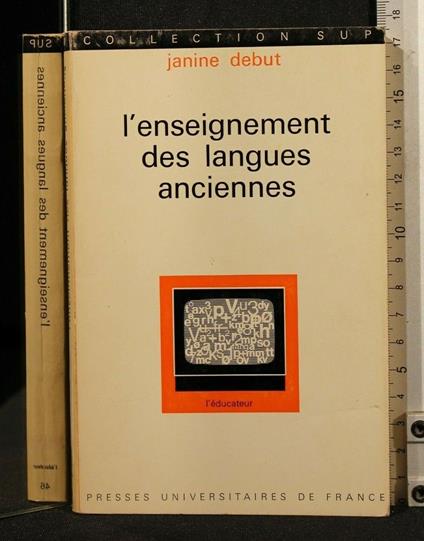 COLLECTION SUP
janine debut
l'enseignement
des langues
anciennes
l'éducateur
PRESSES UNIVERSITAIRES DE FRANCE
SUP
l'enseignement des langues anciennes
l'éducateur
46